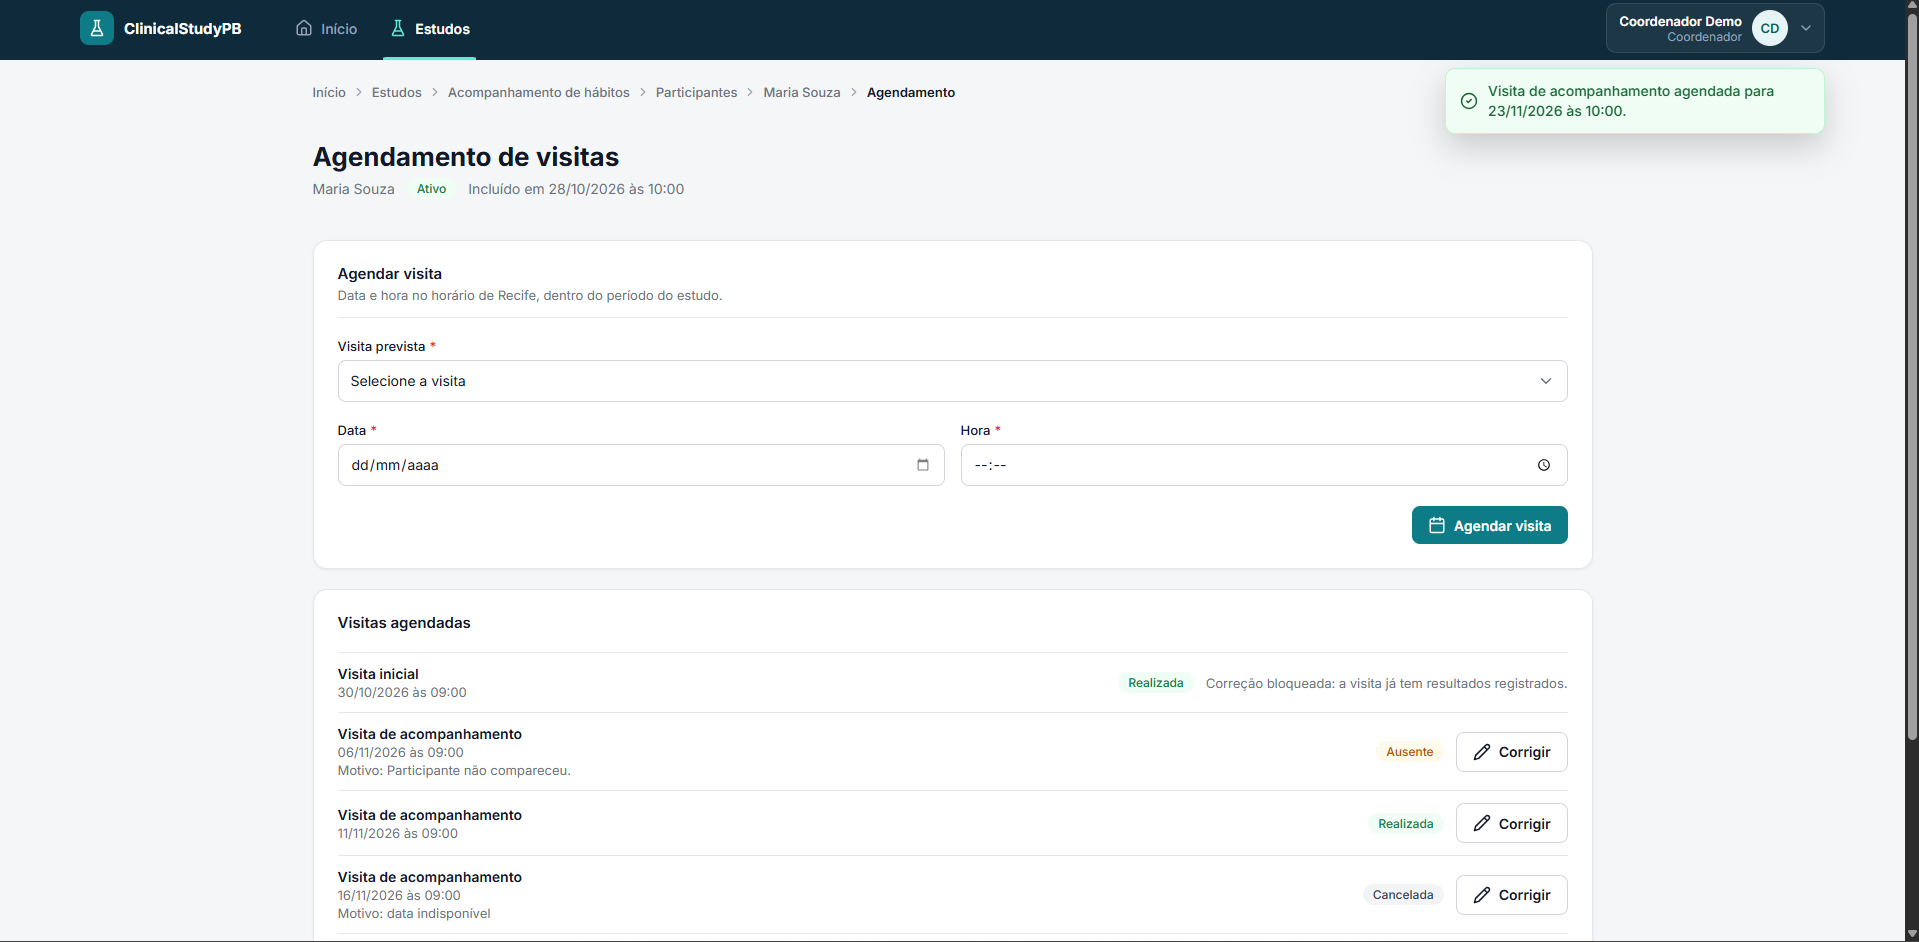 ClinicalStudyPB
Início
Estudos
Coordenador Demo
Coordenador
CD
Início > Estudos > Acompanhamento de hábitos > Participantes > Maria Souza > Agendamento
Visita de acompanhamento agendada para
23/11/2026 às 10:00.
Agendamento de visitas
Maria Souza Ativo Incluído em 28/10/2026 às 10:00
Agendar visita
Data e hora no horário de Recife, dentro do período do estudo.
Visita prevista *
Selecione a visita
Data * Hora *
dd/mm/aaaa --:--
Agendar visita
Visitas agendadas
Visita inicial
30/10/2026 às 09:00
Realizada Correção bloqueada: a visita já tem resultados registrados.
Visita de acompanhamento
06/11/2026 às 09:00
Motivo: Participante não compareceu.
Ausente Corrigir
Visita de acompanhamento
11/11/2026 às 09:00
Realizada Corrigir
Visita de acompanhamento
16/11/2026 às 09:00
Motivo: data indisponível
Cancelada Corrigir